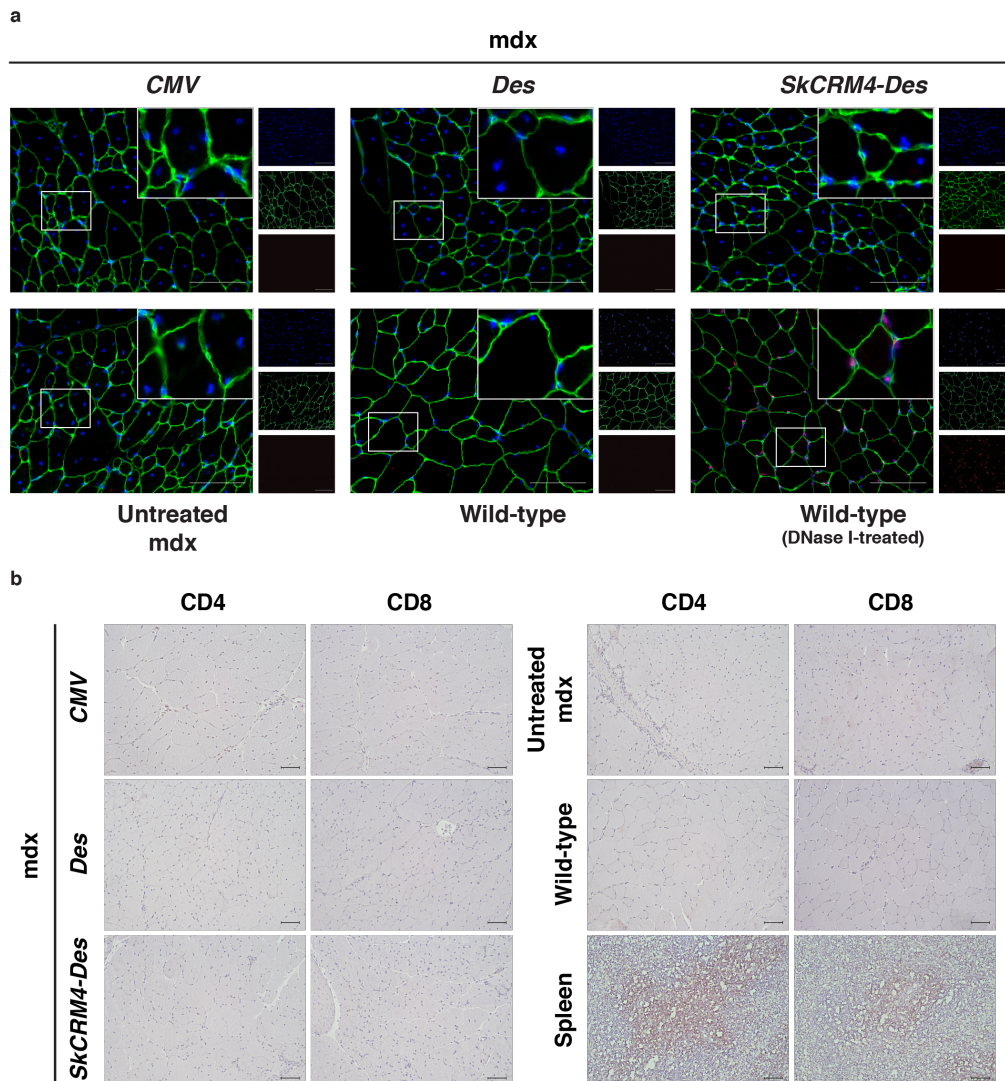 a
mdx
CMV
Des
SkCRM4-Des
Untreated
mdx
Wild-type
Wild-type
(DNase I-treated)
b
CD4
CD8
CD4
CD8
mdx
CMV
Des
SkCRM4-Des
Untreated
mdx
Wild-type
Spleen